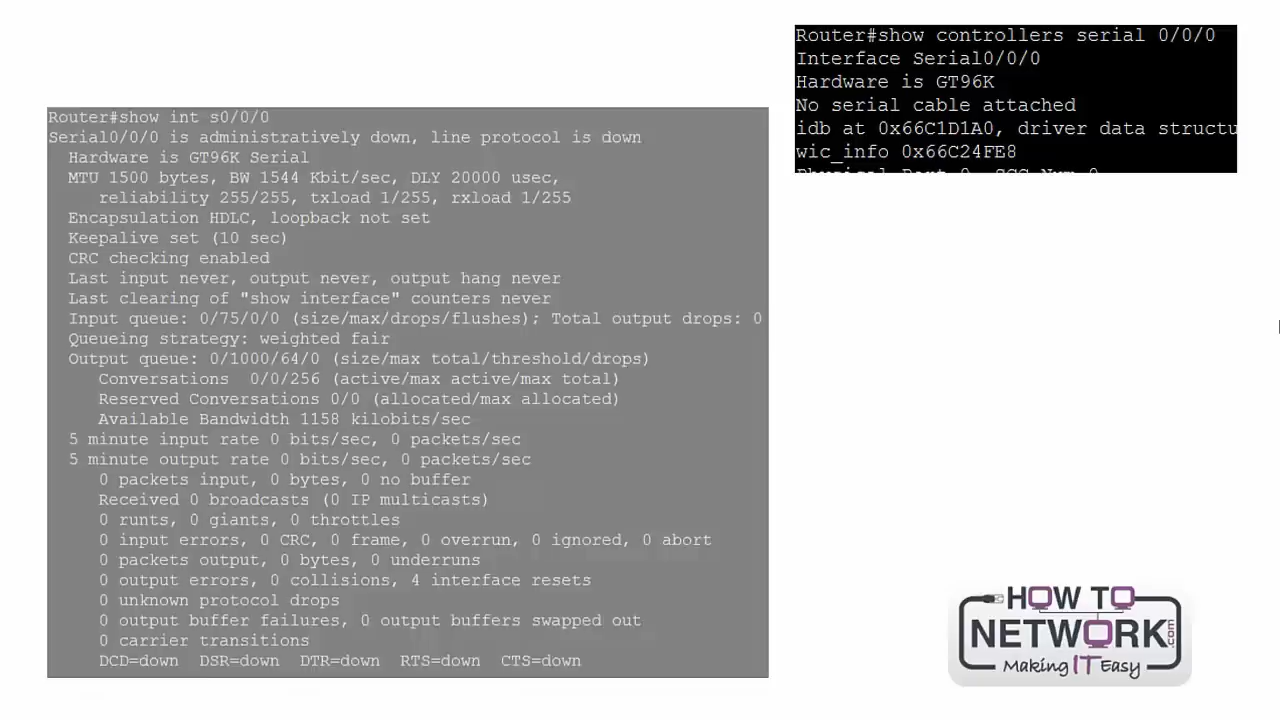 Router#show controllers serial 0/0/0
Interface Serial0/0/0
Hardware is GT96K
No serial cable attached
idb at 0x66C1D1A0, driver data structu
wic_info 0x66C24FE8
Physical Port 0, SCC Num 0
Router#show int s0/0/0
Serial0/0/0 is administratively down, line protocol is down
Hardware is GT96K Serial
MTU 1500 bytes, BW 1544 Kbit/sec, DLY 20000 usec,
reliability 255/255, txload 1/255, rxload 1/255
Encapsulation HDLC, loopback not set
Keepalive set (10 sec)
CRC checking enabled
Last input never, output never, output hang never
Last clearing of "show interface" counters never
Input queue: 0/75/0/0 (size/max/drops/flushes); Total output drops: 0
Queueing strategy: weighted fair
Output queue: 0/1000/64/0 (size/max total/threshold/drops)
Conversations 0/0/256 (active/max active/max total)
Reserved Conversations 0/0 (allocated/max allocated)
Available Bandwidth 1158 kilobits/sec
5 minute input rate 0 bits/sec, 0 packets/sec
5 minute output rate 0 bits/sec, 0 packets/sec
0 packets input, 0 bytes, 0 no buffer
Received 0 broadcasts (0 IP multicasts)
0 runts, 0 giants, 0 throttles
0 input errors, 0 CRC, 0 frame, 0 overrun, 0 ignored, 0 abort
0 packets output, 0 bytes, 0 underruns
0 output errors, 0 collisions, 4 interface resets
0 unknown protocol drops
0 output buffer failures, 0 output buffers swapped out
0 carrier transitions
DCD=down DSR=down DTR=down RTS=down CTS=down
HOW TO
NETWORK.com
Making IT Easy